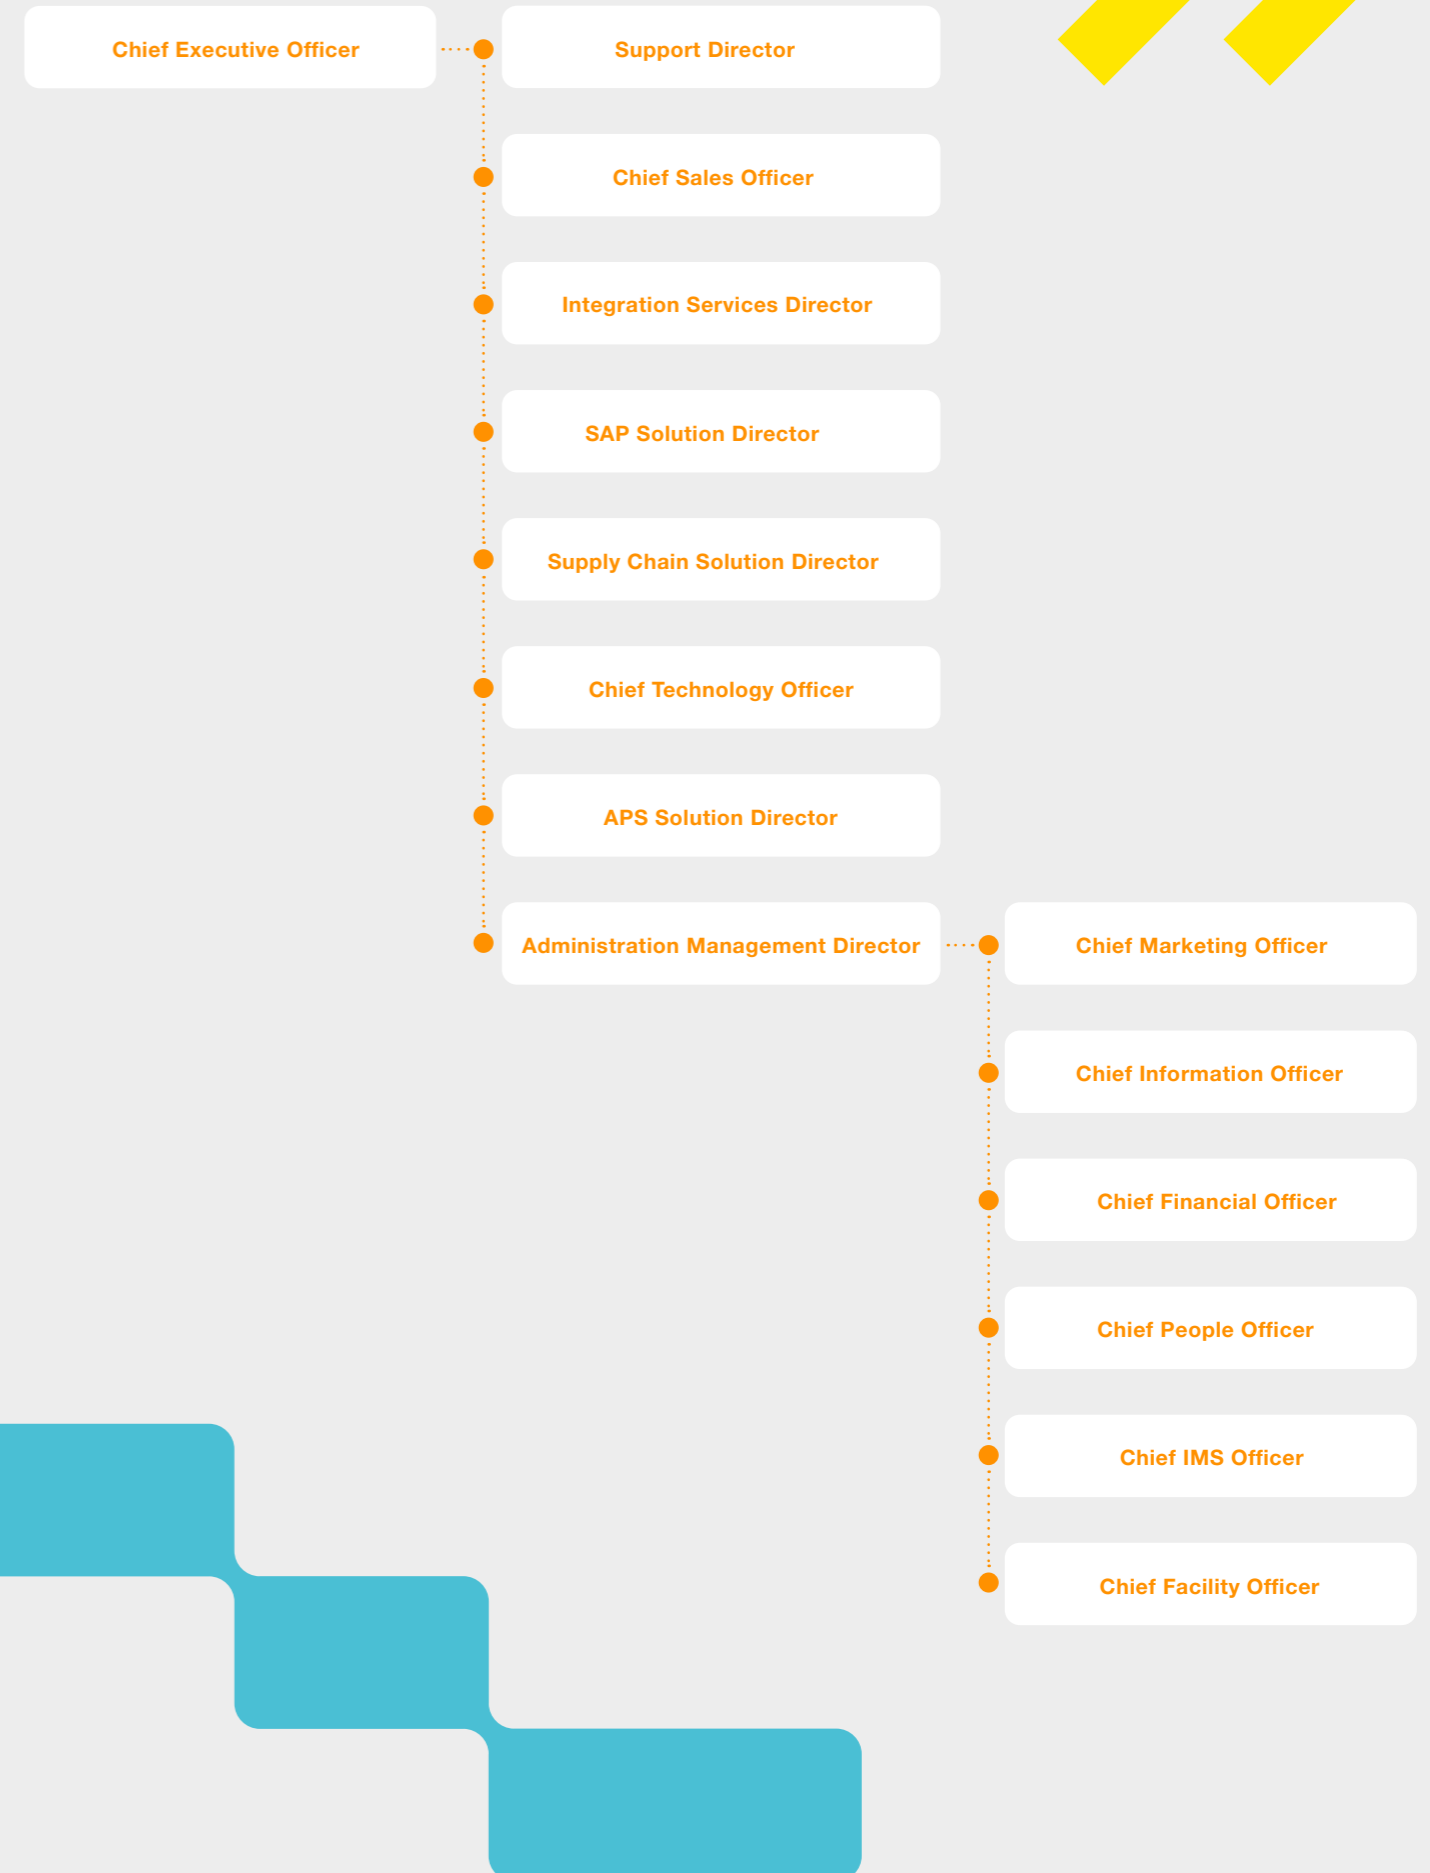 Chief Executive Officer
Support Director
Chief Sales Officer
Integration Services Director
SAP Solution Director
Supply Chain Solution Director
Chief Technology Officer
APS Solution Director
Administration Management Director
Chief Marketing Officer
Chief Information Officer
Chief Financial Officer
Chief People Officer
Chief IMS Officer
Chief Facility Officer